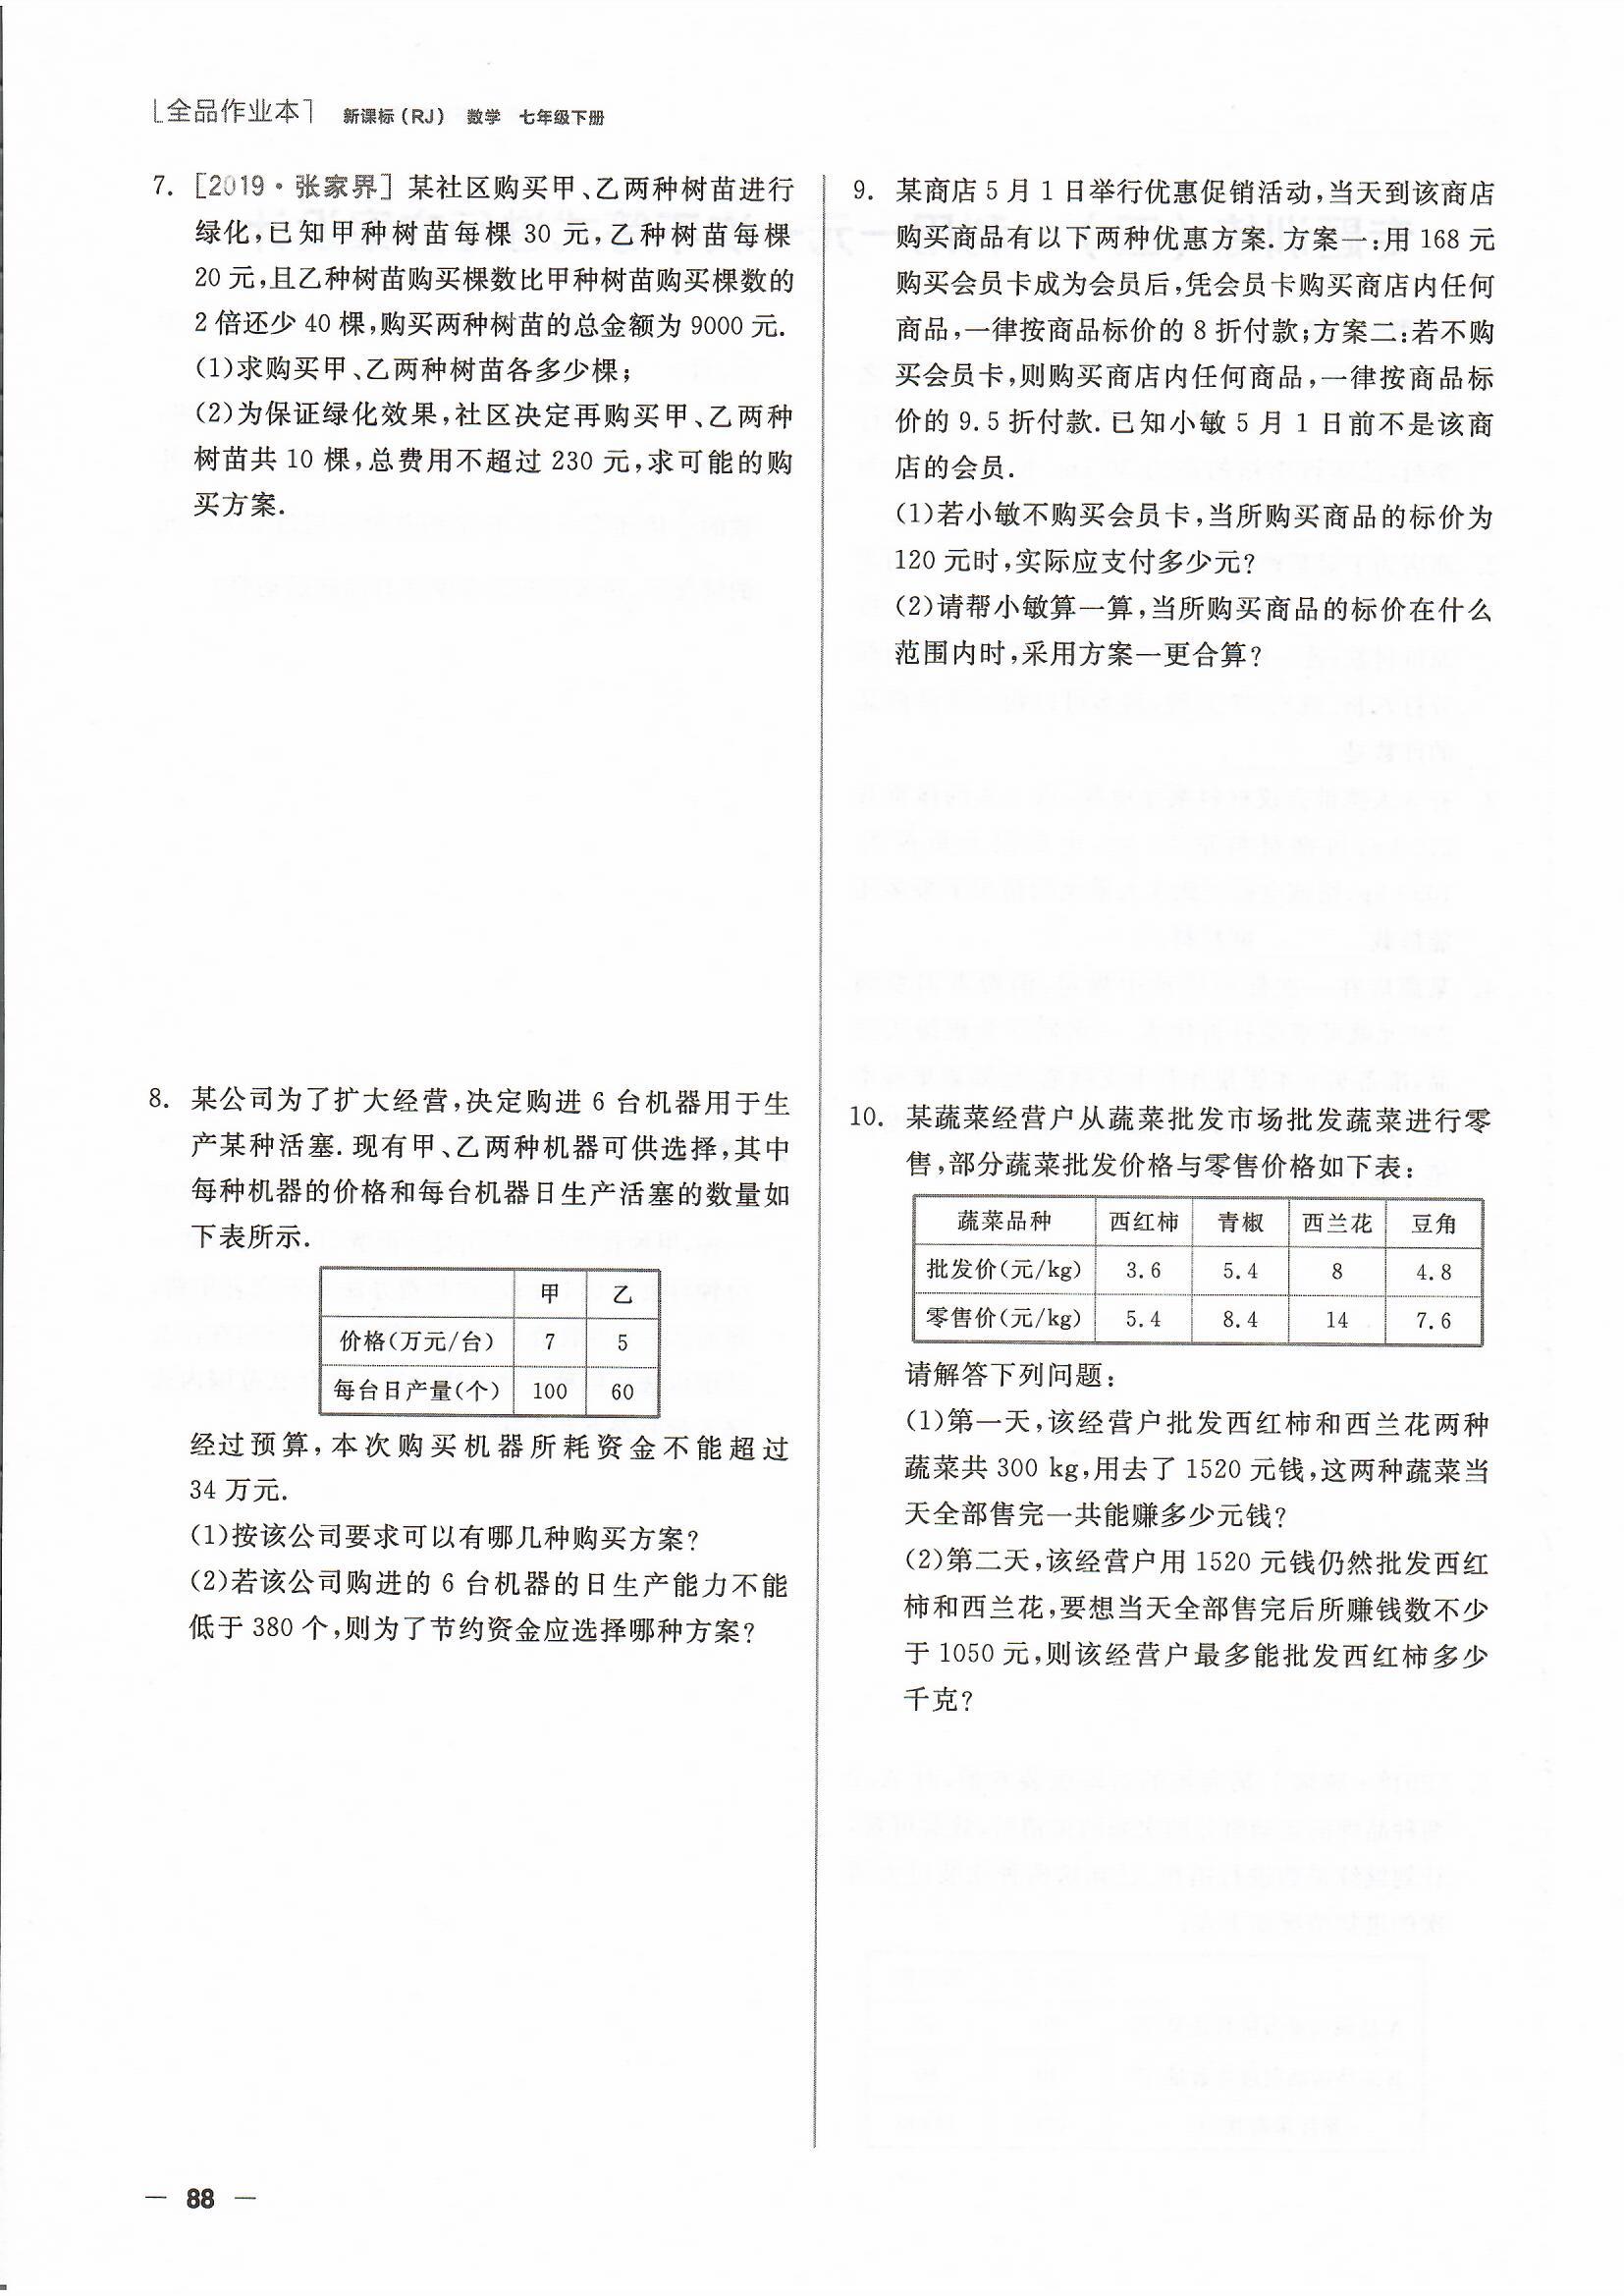 [全品作业本] 新课标(RJ) 数学 七年级下册
7. [2019·张家界] 某社区购买甲、乙两种树苗进行
绿化,已知甲种树苗每棵 30 元,乙种树苗每棵
20 元,且乙种树苗购买棵数比甲种树苗购买棵数的
2 倍还少 40 棵,购买两种树苗的总金额为 9000 元.
(1)求购买甲、乙两种树苗各多少棵;
(2)为保证绿化效果,社区决定再购买甲、乙两种
树苗共 10 棵,总费用不超过 230 元,求可能的购
买方案.
8. 某公司为了扩大经营,决定购进 6 台机器用于生
产某种活塞.现有甲、乙两种机器可供选择,其中
每种机器的价格和每台机器日生产活塞的数量如
下表所示.
甲 乙
价格(万元/台) 7 5
每台日产量(个) 100 60
经过预算,本次购买机器所耗资金不能超过
34 万元.
(1)按该公司要求可以有哪几种购买方案?
(2)若该公司购进的 6 台机器的日生产能力不能
低于 380 个,则为了节约资金应选择哪种方案?
9. 某商店 5 月 1 日举行优惠促销活动,当天到该商店
购买商品有以下两种优惠方案.方案一:用 168 元
购买会员卡成为会员后,凭会员卡购买商店内任何
商品,一律按商品标价的 8 折付款;方案二:若不购
买会员卡,则购买商店内任何商品,一律按商品标
价的 9.5 折付款.已知小敏 5 月 1 日前不是该商
店的会员.
(1)若小敏不购买会员卡,当所购买商品的标价为
120 元时,实际应支付多少元?
(2)请帮小敏算一算,当所购买商品的标价在什么
范围内时,采用方案一更合算?
10. 某蔬菜经营户从蔬菜批发市场批发蔬菜进行零
售,部分蔬菜批发价格与零售价格如下表:
蔬菜品种 西红柿 青椒 西兰花 豆角
批发价(元/kg) 3.6 5.4 8 4.8
零售价(元/kg) 5.4 8.4 14 7.6
请解答下列问题:
(1)第一天,该经营户批发西红柿和西兰花两种
蔬菜共 300 kg,用去了 1520 元钱,这两种蔬菜当
天全部售完一共能赚多少元钱?
(2)第二天,该经营户用 1520 元钱仍然批发西红
柿和西兰花,要想当天全部售完后所赚钱数不少
于 1050 元,则该经营户最多能批发西红柿多少
千克?
— 88 —